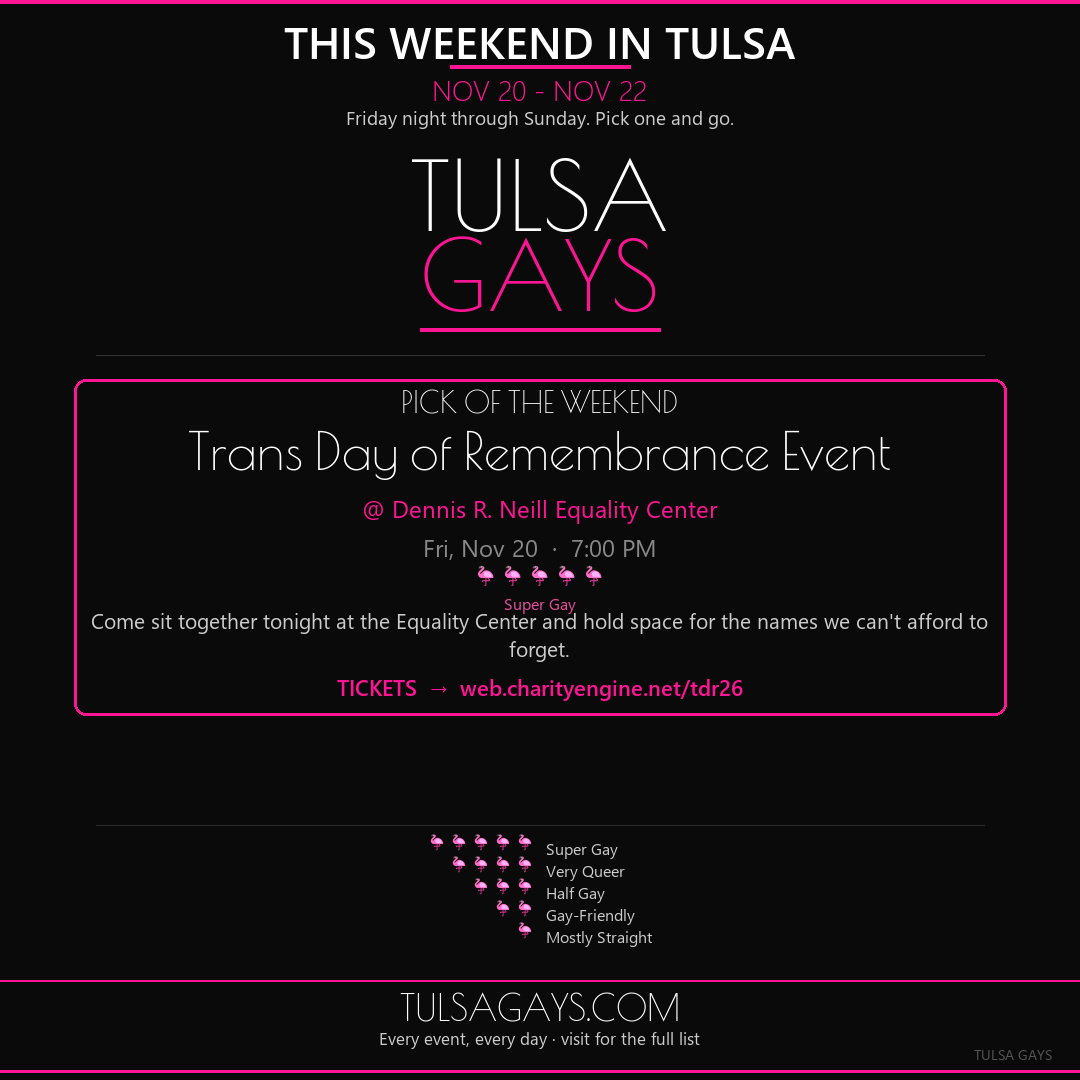 THIS WEEKEND IN TULSA
NOV 20 - NOV 22
Friday night through Sunday. Pick one and go.
TULSA
GAYS
PICK OF THE WEEKEND
Trans Day of Remembrance Event
@ Dennis R. Neill Equality Center
Fri, Nov 20 · 7:00 PM
Super Gay
Come sit together tonight at the Equality Center and hold space for the names we can't afford to
forget.
TICKETS → web.charityengine.net/tdr26
Super Gay
Very Queer
Half Gay
Gay-Friendly
Mostly Straight
TULSAGAYS.COM
Every event, every day · visit for the full list
TULSA GAYS